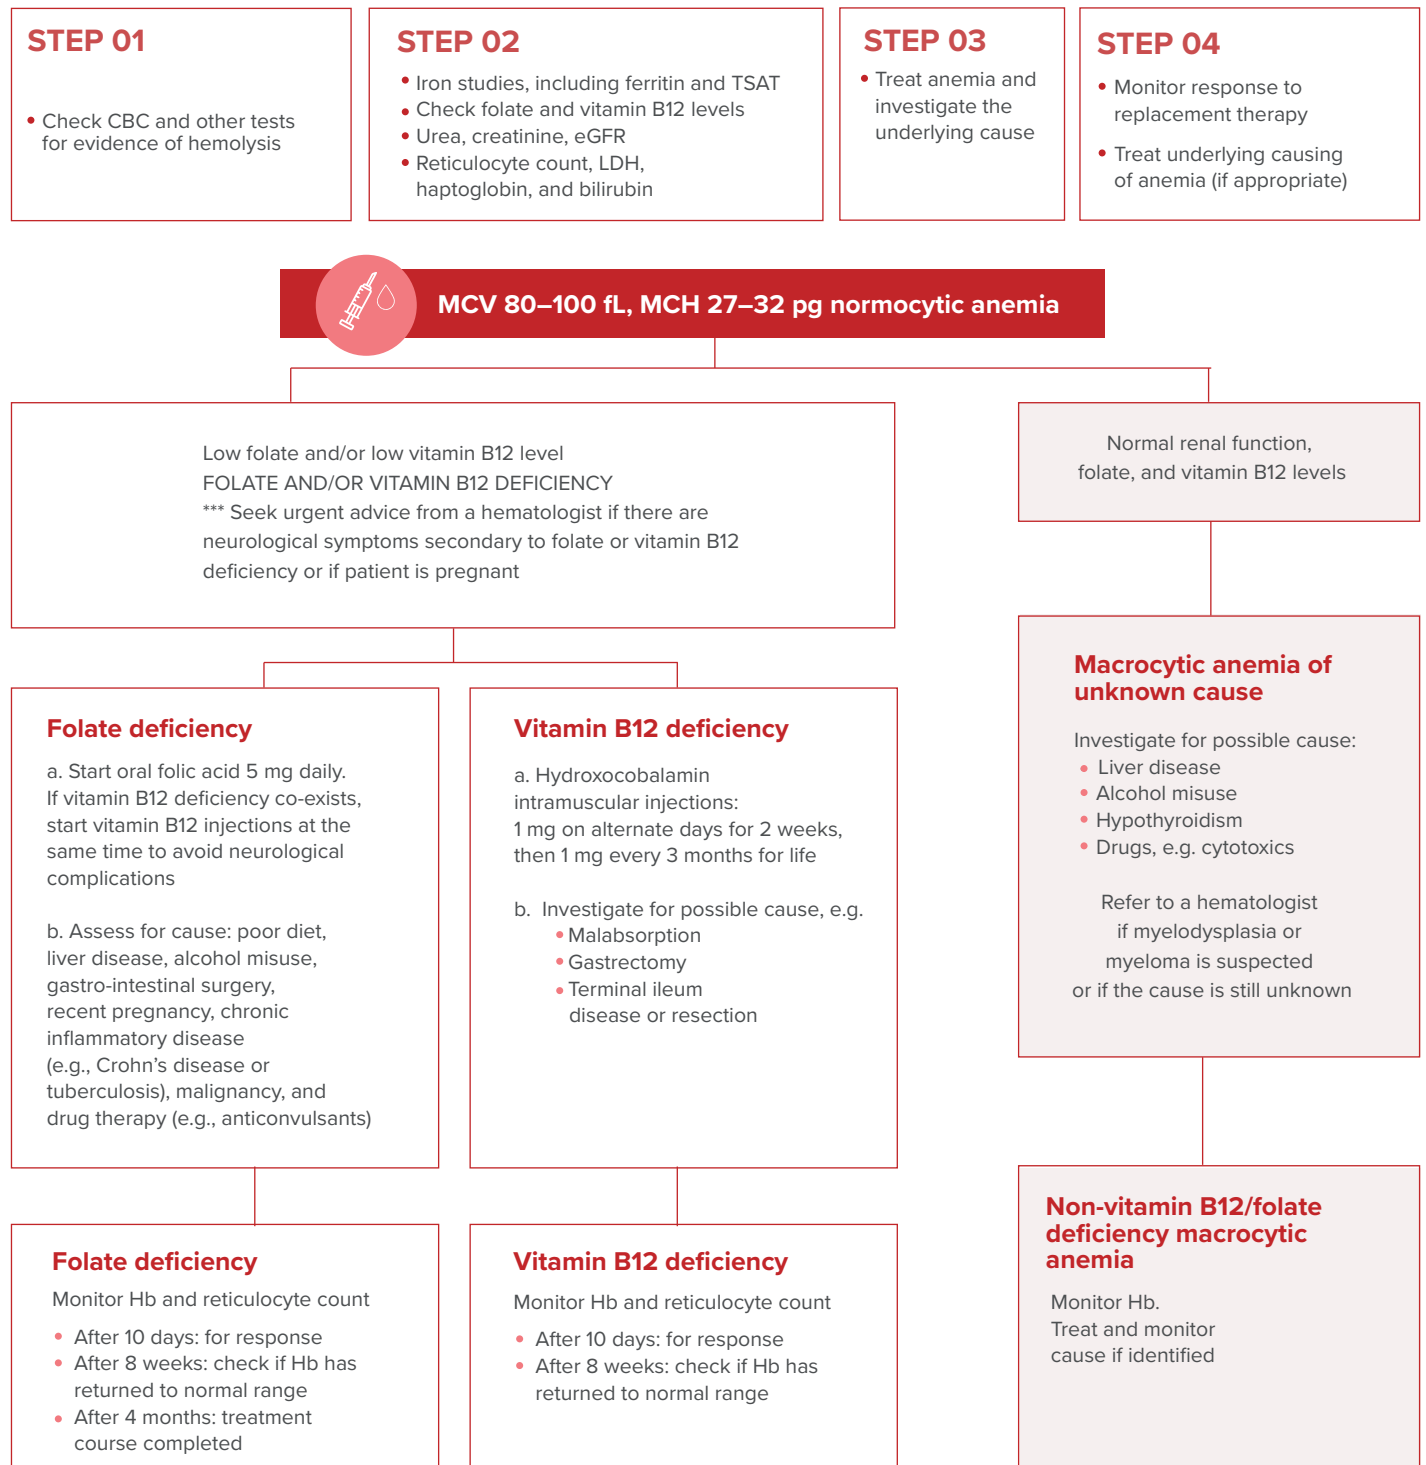 STEP 01
• Check CBC and other tests
for evidence of hemolysis
STEP 02
• Iron studies, including ferritin and TSAT
• Check folate and vitamin B12 levels
• Urea, creatinine, eGFR
• Reticulocyte count, LDH,
haptoglobin, and bilirubin
STEP 03
• Treat anemia and
investigate the
underlying cause
STEP 04
• Monitor response to
replacement therapy
• Treat underlying causing
of anemia (if appropriate)
MCV 80–100 fL, MCH 27–32 pg normocytic anemia
Low folate and/or low vitamin B12 level
FOLATE AND/OR VITAMIN B12 DEFICIENCY
*** Seek urgent advice from a hematologist if there are
neurological symptoms secondary to folate or vitamin B12
deficiency or if patient is pregnant
Normal renal function,
folate, and vitamin B12 levels
Folate deficiency
a. Start oral folic acid 5 mg daily.
If vitamin B12 deficiency co-exists,
start vitamin B12 injections at the
same time to avoid neurological
complications
b. Assess for cause: poor diet,
liver disease, alcohol misuse,
gastro-intestinal surgery,
recent pregnancy, chronic
inflammatory disease
(e.g., Crohn’s disease or
tuberculosis), malignancy, and
drug therapy (e.g., anticonvulsants)
Vitamin B12 deficiency
a. Hydroxocobalamin
intramuscular injections:
1 mg on alternate days for 2 weeks,
then 1 mg every 3 months for life
b. Investigate for possible cause, e.g.
• Malabsorption
• Gastrectomy
• Terminal ileum
disease or resection
Macrocytic anemia of
unknown cause
Investigate for possible cause:
• Liver disease
• Alcohol misuse
• Hypothyroidism
• Drugs, e.g. cytotoxics
Refer to a hematologist
if myelodysplasia or
myeloma is suspected
or if the cause is still unknown
Folate deficiency
Monitor Hb and reticulocyte count
• After 10 days: for response
• After 8 weeks: check if Hb has
returned to normal range
• After 4 months: treatment
course completed
Vitamin B12 deficiency
Monitor Hb and reticulocyte count
• After 10 days: for response
• After 8 weeks: check if Hb has
returned to normal range
Non-vitamin B12/folate
deficiency macrocytic
anemia
Monitor Hb.
Treat and monitor
cause if identified